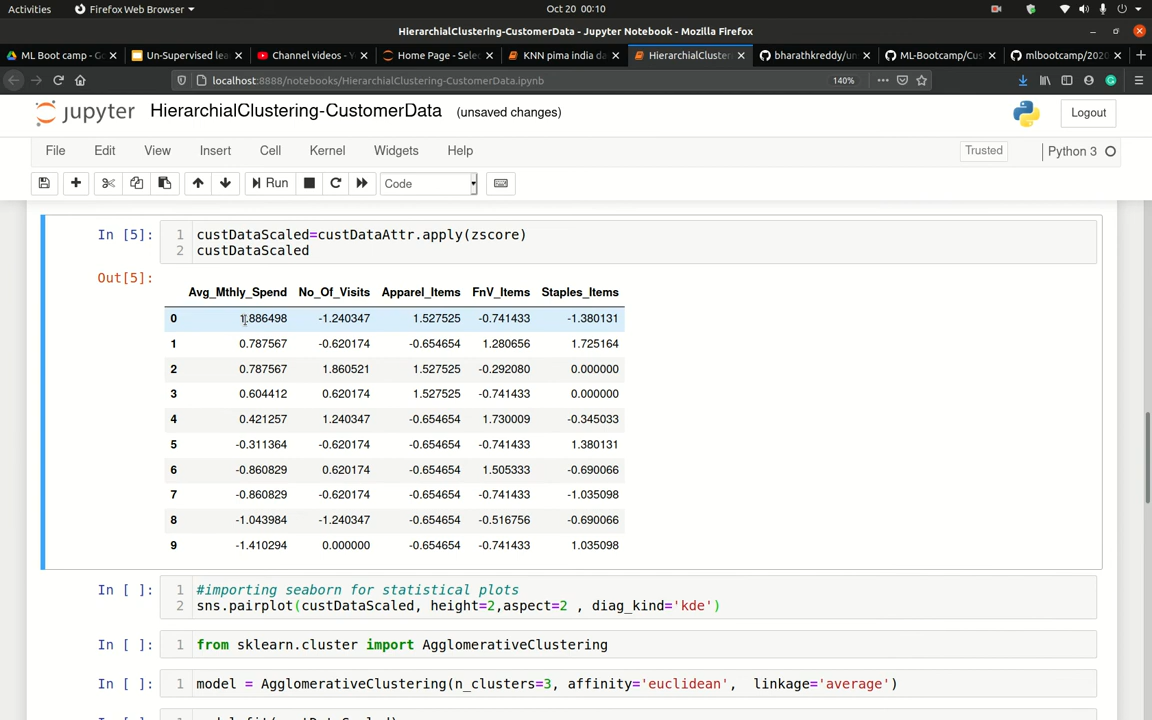 Activities Firefox Web Browser Oct 20 00:10
HierarchialClustering-CustomerData - Jupyter Notebook - Mozilla Firefox
ML Boot camp - Go Un-Supervised lea Channel videos - Y Home Page - Selec KNN pima india da HierarchialClusterin bharathkreddy/un ML-Bootcamp/Cus mlbootcamp/2020
localhost:8888/notebooks/HierarchialClustering-CustomerData.ipynb 140%
jupyter HierarchialClustering-CustomerData (unsaved changes) Logout
File Edit View Insert Cell Kernel Widgets Help Trusted Python 3
Run Code
In [5]: 1 custDataScaled=custDataAttr.apply(zscore)
2 custDataScaled
Out[5]:
Avg_Mthly_Spend No_Of_Visits Apparel_Items FnV_Items Staples_Items
0 1.886498 -1.240347 1.527525 -0.741433 -1.380131
1 0.787567 -0.620174 -0.654654 1.280656 1.725164
2 0.787567 1.860521 1.527525 -0.292080 0.000000
3 0.604412 0.620174 1.527525 -0.741433 0.000000
4 0.421257 1.240347 -0.654654 1.730009 -0.345033
5 -0.311364 -0.620174 -0.654654 -0.741433 1.380131
6 -0.860829 0.620174 -0.654654 1.505333 -0.690066
7 -0.860829 -0.620174 -0.654654 -0.741433 -1.035098
8 -1.043984 -1.240347 -0.654654 -0.516756 -0.690066
9 -1.410294 0.000000 -0.654654 -0.741433 1.035098
In [ ]: 1 #importing seaborn for statistical plots
2 sns.pairplot(custDataScaled, height=2,aspect=2 , diag_kind='kde')
In [ ]: 1 from sklearn.cluster import AgglomerativeClustering
In [ ]: 1 model = AgglomerativeClustering(n_clusters=3, affinity='euclidean', linkage='average')